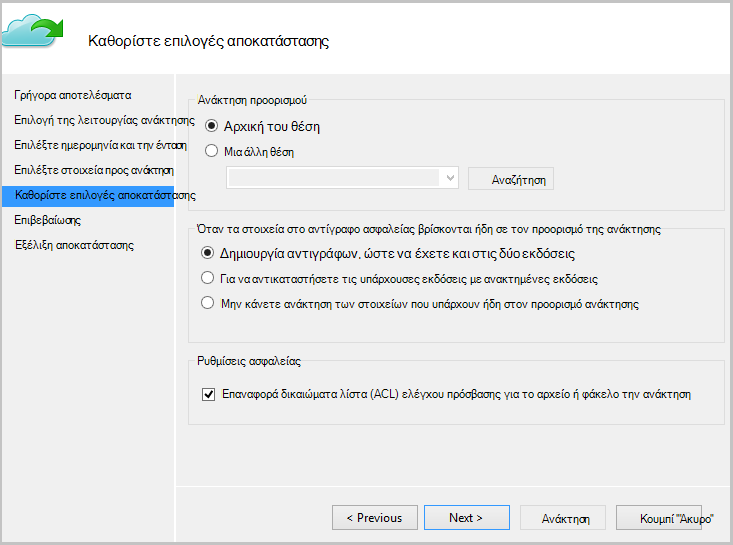 Καθορίστε επιλογές αποκατάστασης
Γρήγορα αποτελέσματα
Επιλογή της λειτουργίας ανάκτησης
Επιλέξτε ημερομηνία και την ένταση
Επιλέξτε στοιχεία προς ανάκτηση
Καθορίστε επιλογές αποκατάστασης
Επιβεβαίωσης
Εξέλιξη αποκατάστασης
Ανάκτηση προορισμού
Αρχική του θέση
Μια άλλη θέση
Αναζήτηση
Όταν τα στοιχεία στο αντίγραφο ασφαλείας βρίσκονται ήδη σε τον προορισμό της ανάκτησης
Δημιουργία αντιγράφων, ώστε να έχετε και στις δύο εκδόσεις
Για να αντικαταστήσετε τις υπάρχουσες εκδόσεις με ανακτημένες εκδόσεις
Μην κάνετε ανάκτηση των στοιχείων που υπάρχουν ήδη στον προορισμό ανάκτησης
Ρυθμίσεις ασφαλείας
Επαναφορά δικαιώματα λίστα (ACL) ελέγχου πρόσβασης για το αρχείο ή φάκελο την ανάκτηση
< Previous
Next >
Ανάκτηση
Κουμπί "Άκυρο"